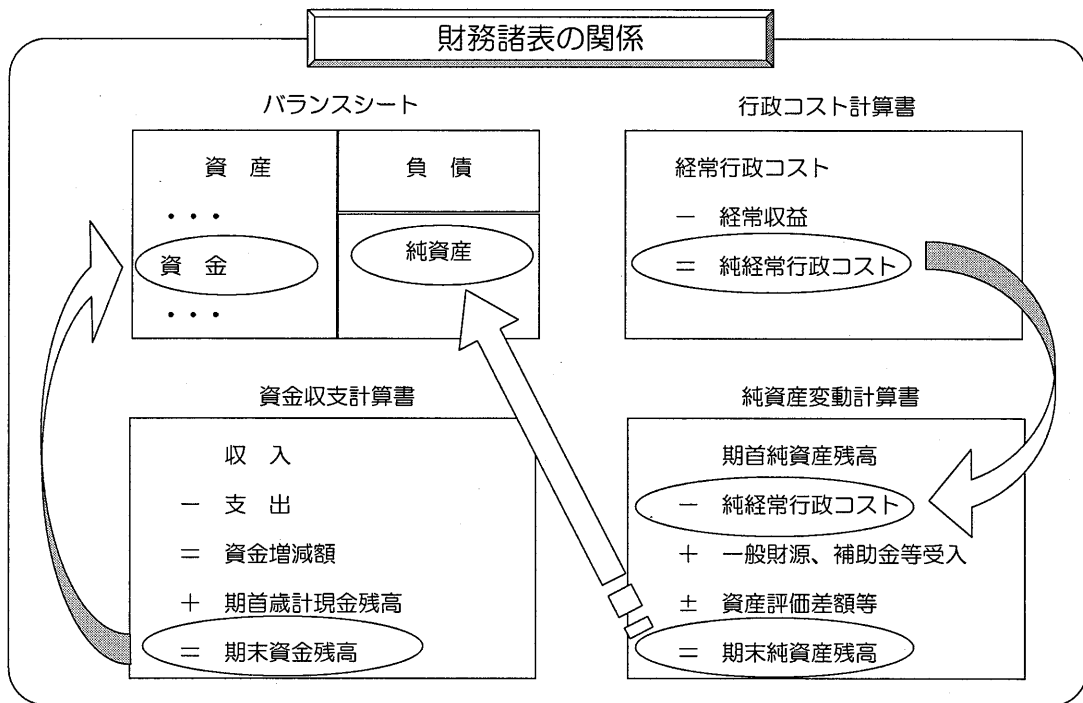 財務諸表の関係
バランスシート
資　産
・・・
資　金
・・・
負　債
純資産
行政コスト計算書
経常行政コスト
－　経常収益
＝　純経常行政コスト
資金収支計算書
収　入
－　支　出
＝　資金増減額
＋　期首歳計現金残高
＝　期末資金残高
純資産変動計算書
期首純資産残高
－　純経常行政コスト
＋　一般財源、補助金等受入
±　資産評価差額等
＝　期末純資産残高